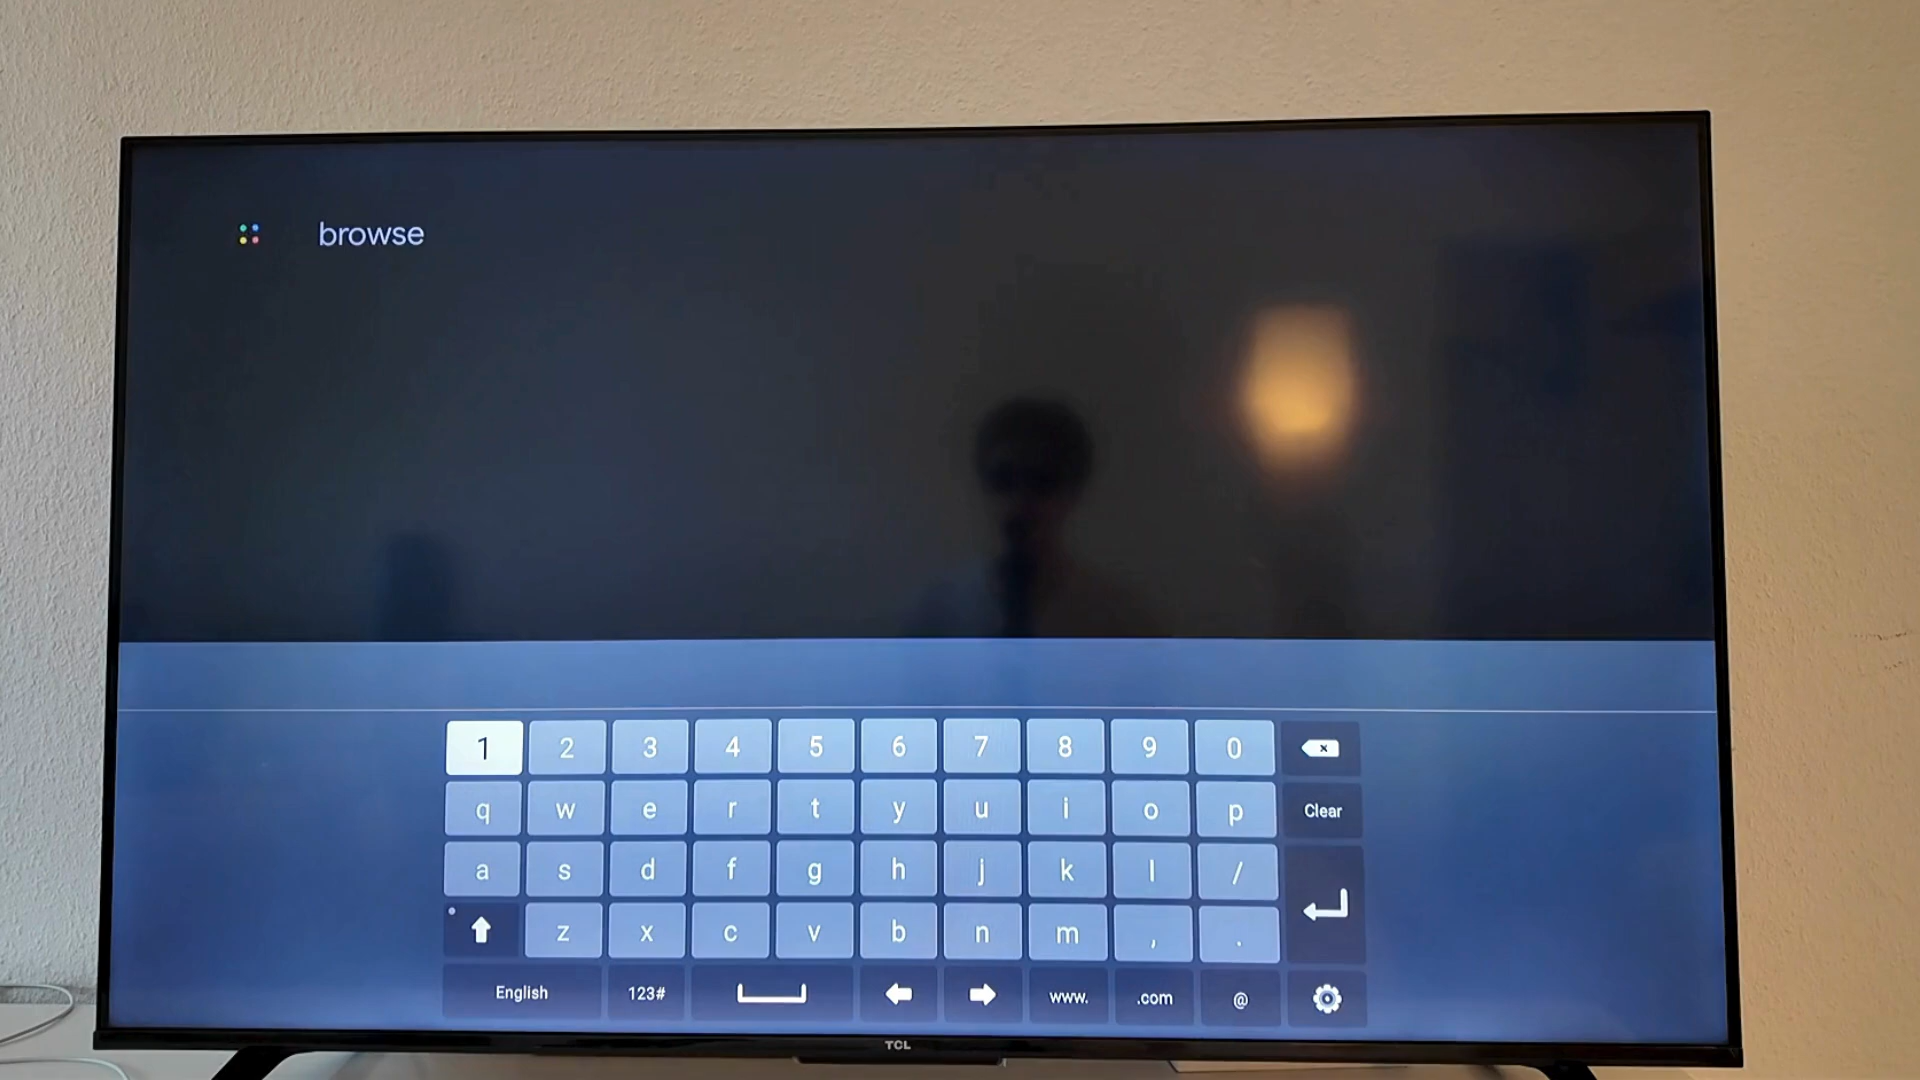 browse
1 2 3 4 5 6 7 8 9 0 x
q w e r t y u i o p Clear
a s d f g h j k l /
z x c v b n m , .
English 123# www. .com @
TCL